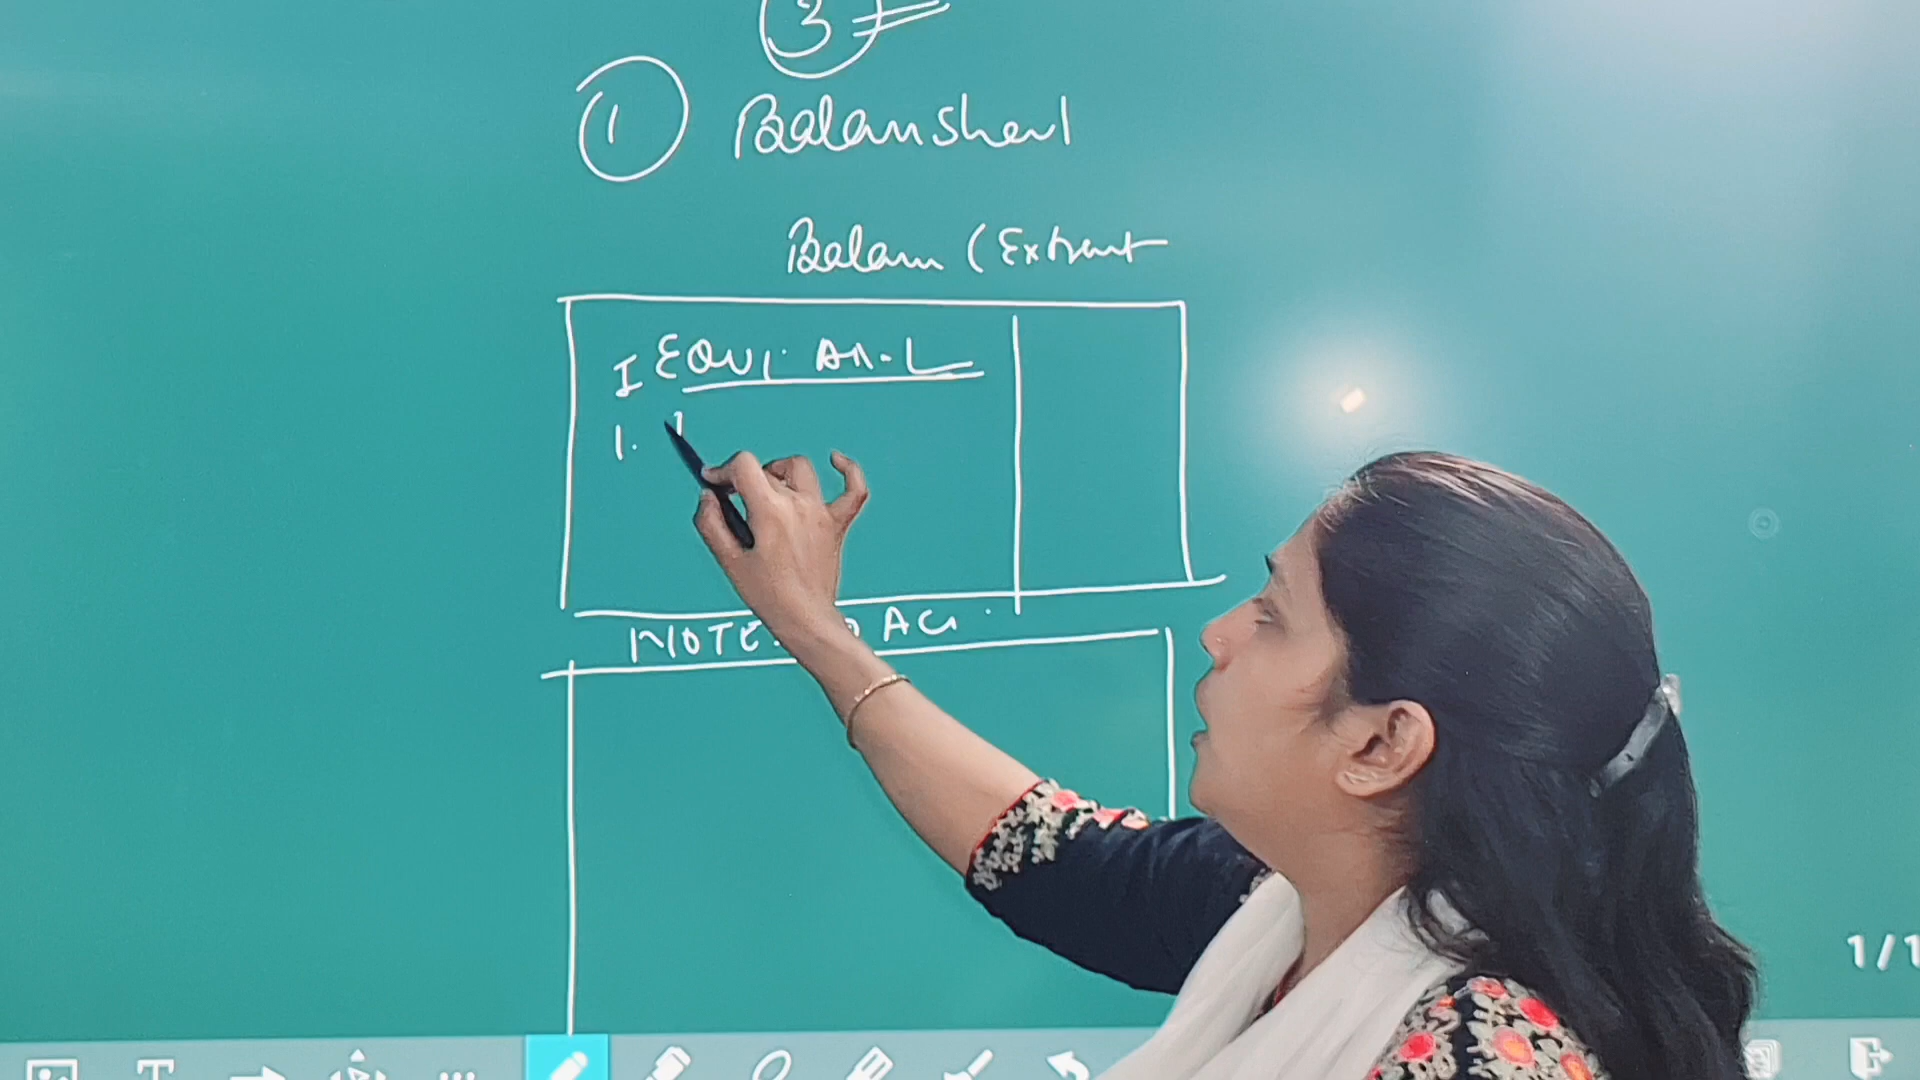 3
1 Balansheet
Balan (Extract
I EQUI. AN. L
1.
NOTE. AC
1/1
T